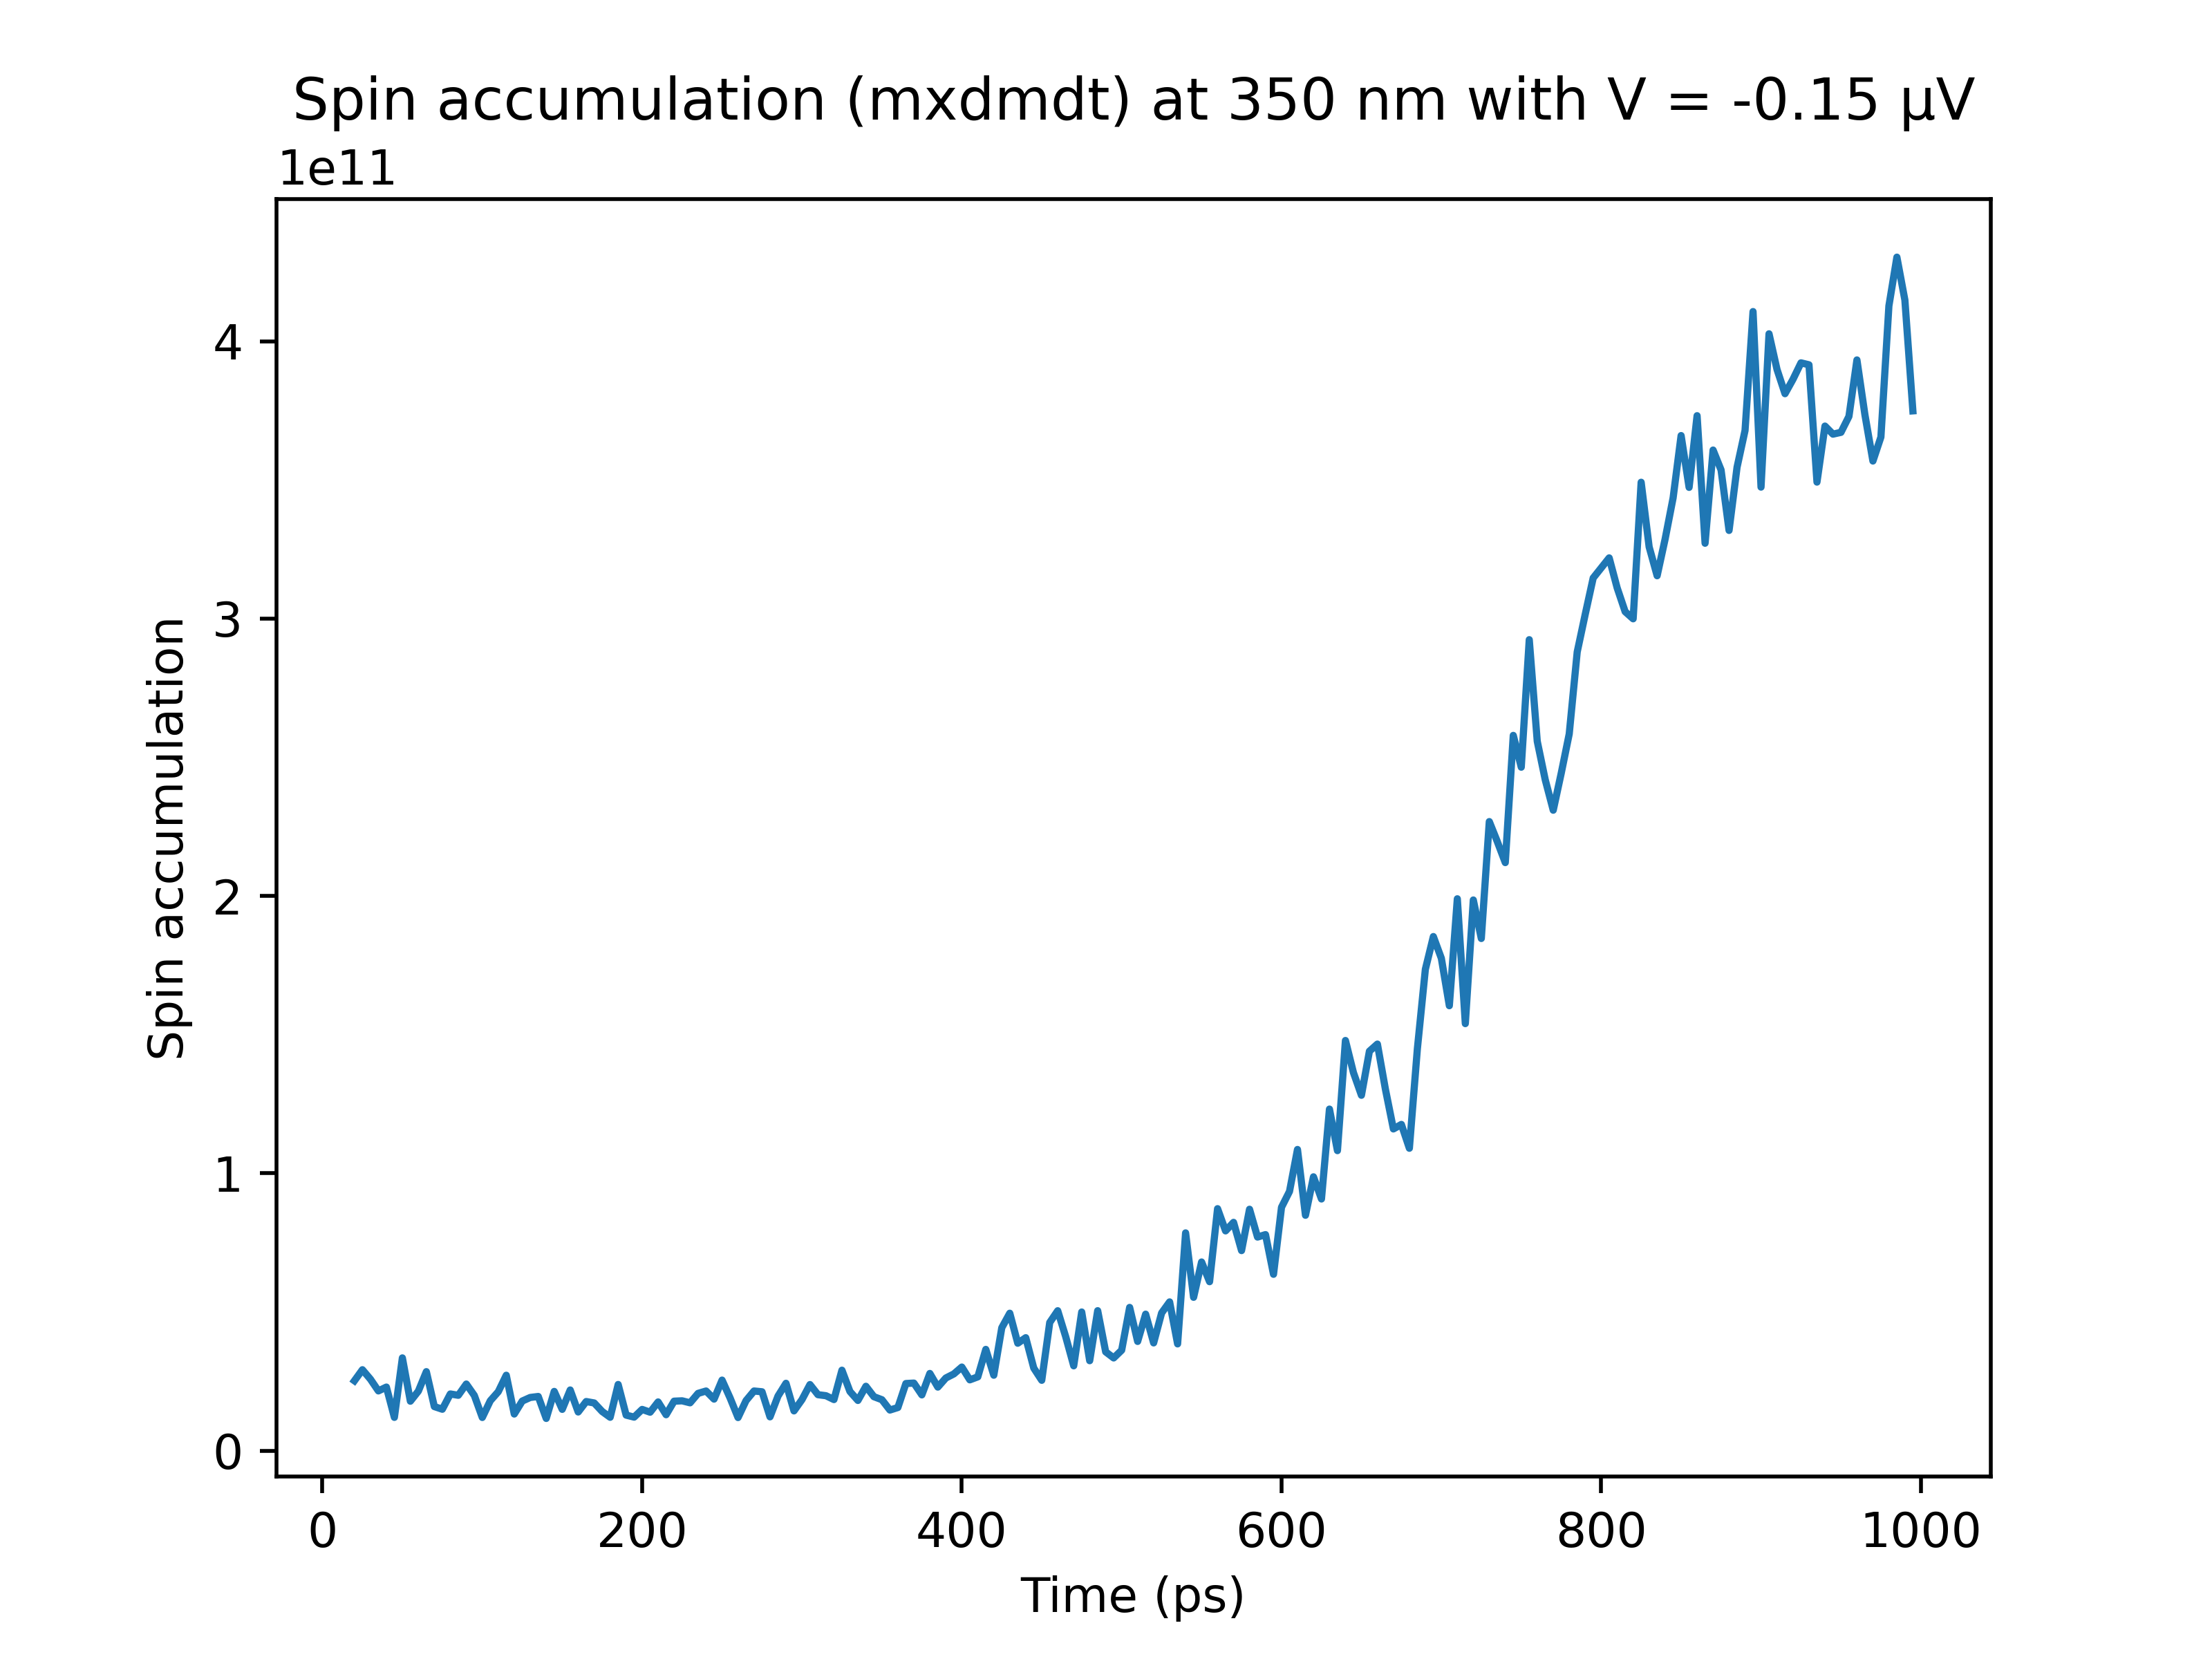 Spin accumulation (mxdmdt) at 350 nm with V = -0.15 µV
1e11
4
3
2
1
0
Spin accumulation
0 200 400 600 800 1000
Time (ps)